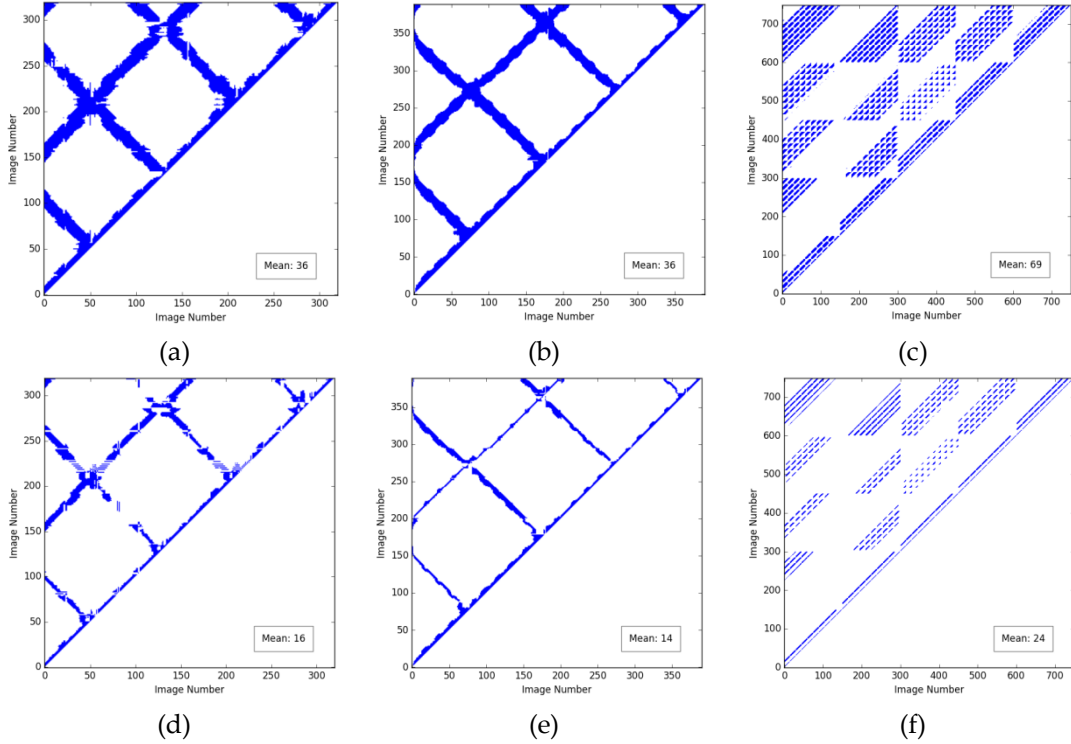 320
300
250
200
150
100
50
0
Image Number
Mean: 36
0 50 100 150 200 250 300
Image Number
(a)
350
300
250
200
150
100
50
0
Image Number
Mean: 36
0 50 100 150 200 250 300 350
Image Number
(b)
700
600
500
400
300
200
100
0
Image Number
Mean: 69
0 100 200 300 400 500 600 700
Image Number
(c)
300
250
200
150
100
50
0
Image Number
Mean: 16
0 50 100 150 200 250 300
Image Number
(d)
350
300
250
200
150
100
50
0
Image Number
Mean: 14
0 50 100 150 200 250 300 350
Image Number
(e)
700
600
500
400
300
200
100
0
Image Number
Mean: 24
0 100 200 300 400 500 600 700
Image Number
(f)